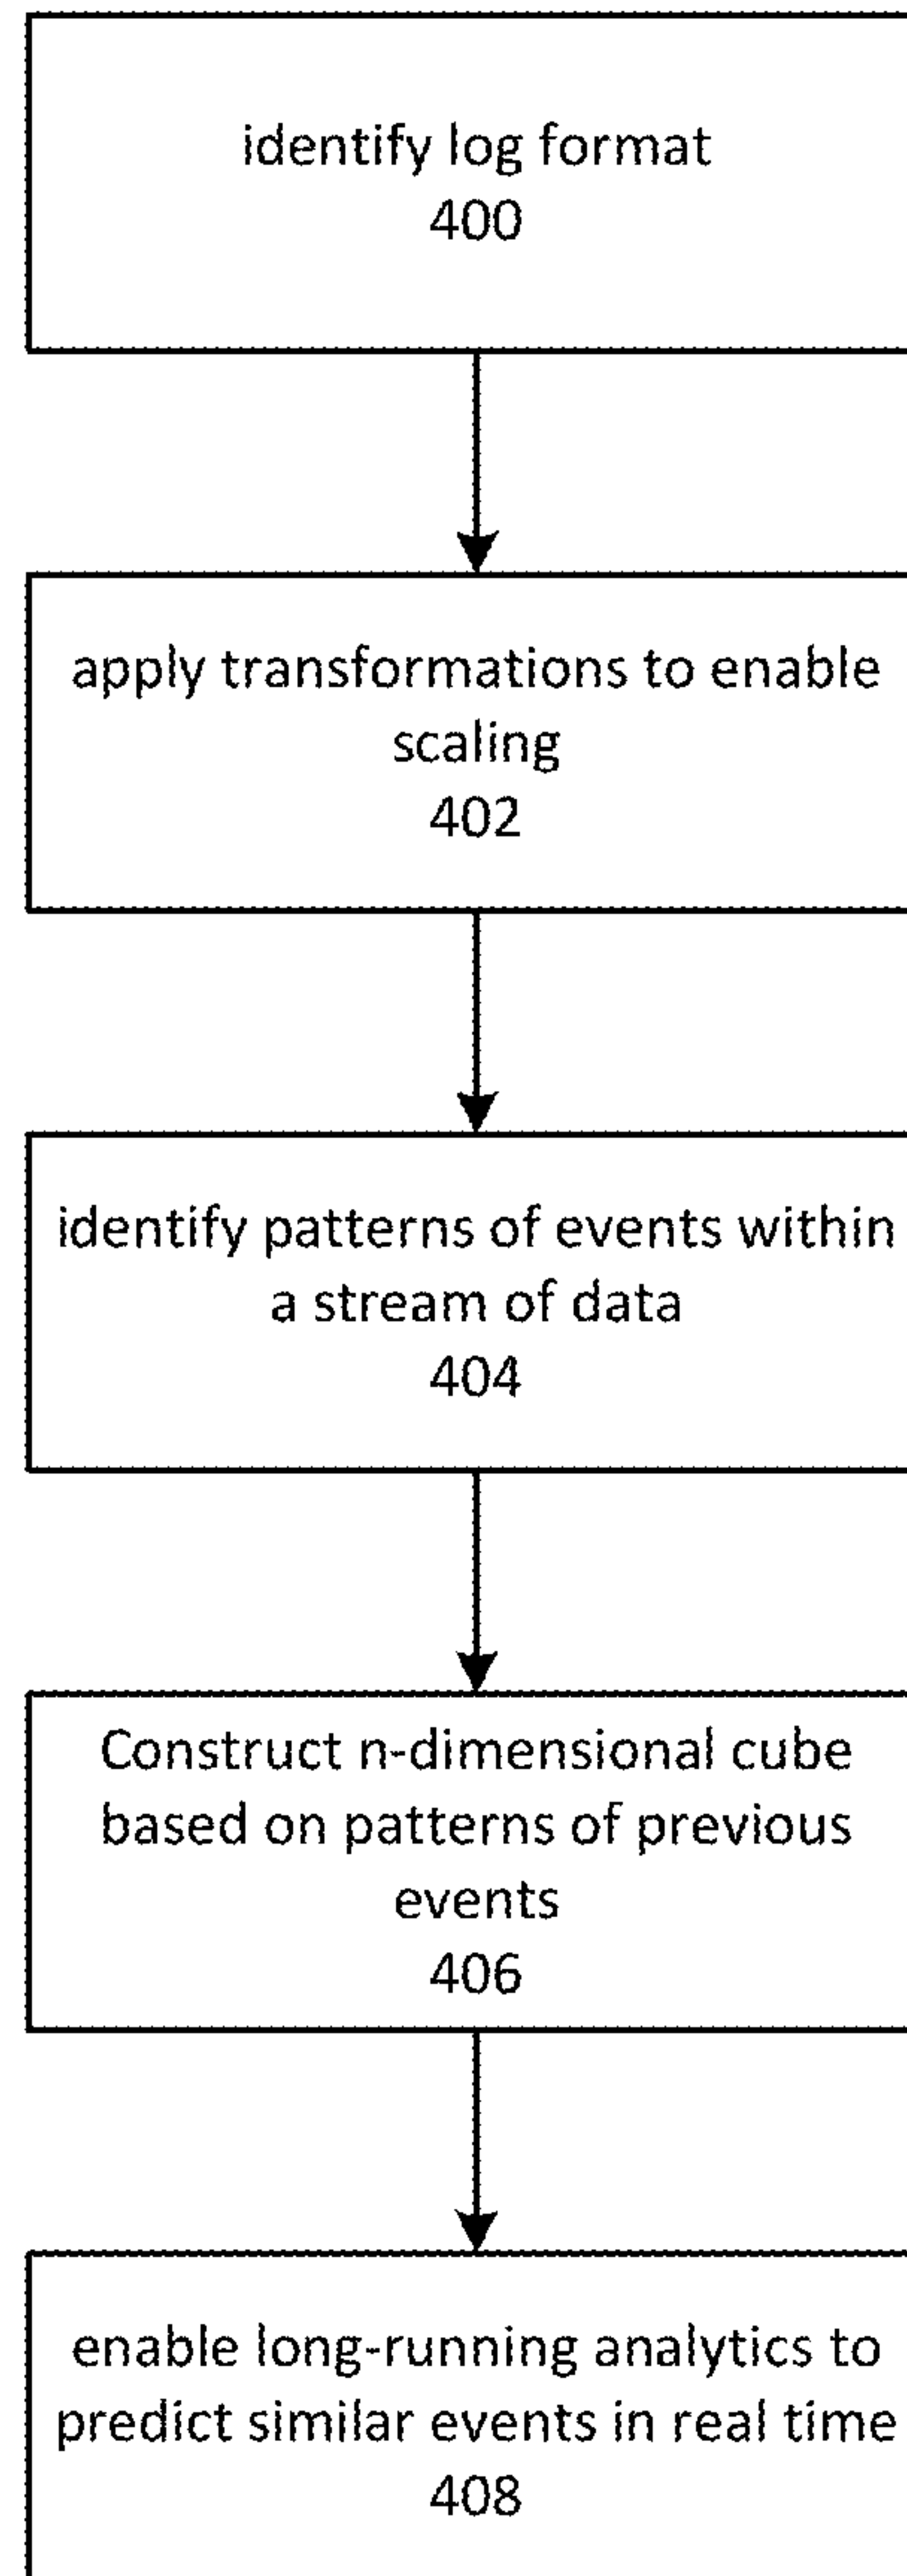 identify log format
400
apply transformations to enable
scaling
402
identify patterns of events within
a stream of data
404
Construct n-dimensional cube
based on patterns of previous
events
406
enable long-running analytics to
predict similar events in real time
408